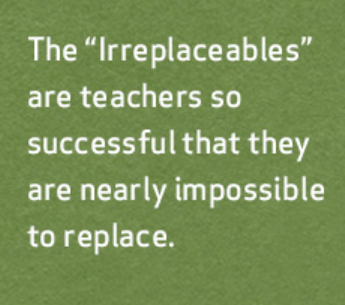 The “Irreplaceables”
are teachers so
successful that they
are nearly impossible
to replace.